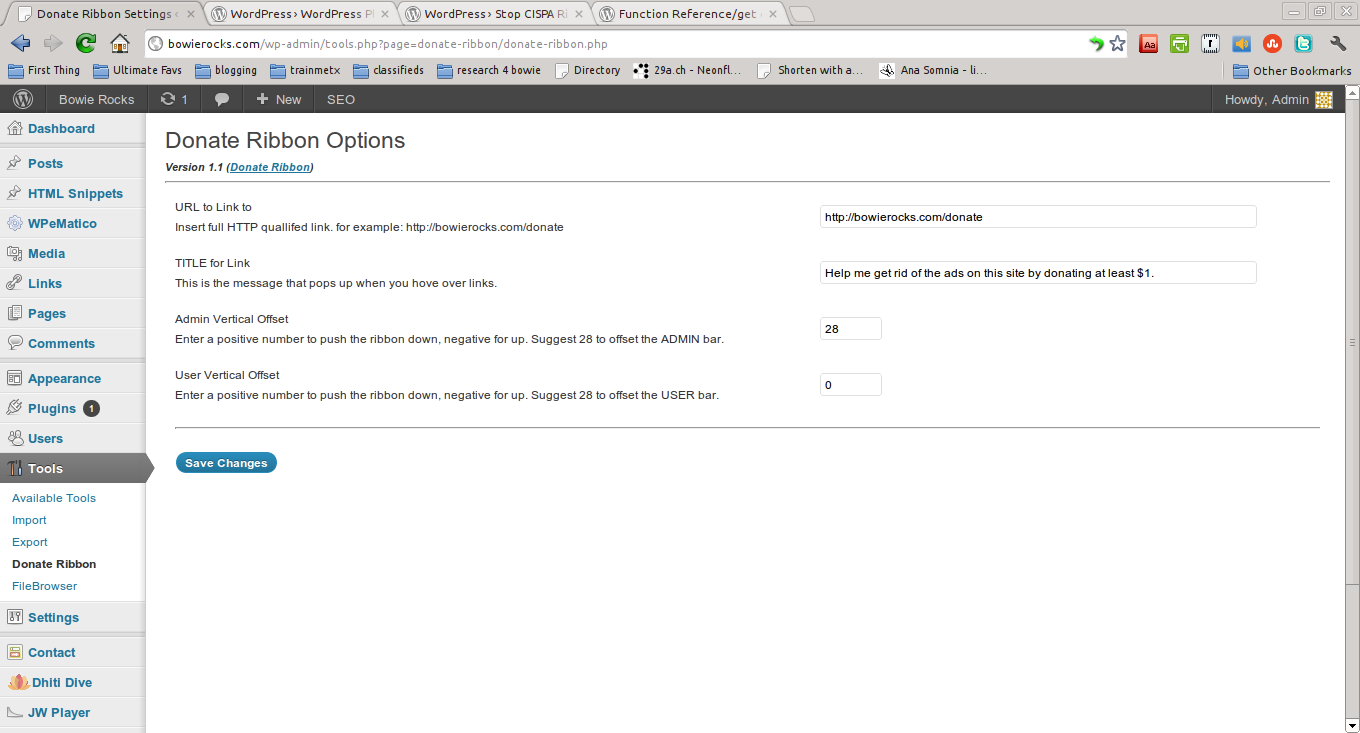 Donate Ribbon Settings ‹
WordPress › WordPress Pl
WordPress › Stop CISPA Ri
Function Reference/get
bowierocks.com/wp-admin/tools.php?page=donate-ribbon/donate-ribbon.php
First Thing
Ultimate Favs
blogging
trainmetx
classifieds
research 4 bowie
Directory
29a.ch - Neonfl...
Shorten with a...
Ana Somnia - li...
Other Bookmarks
Bowie Rocks
1
New
SEO
Howdy, Admin
Dashboard
Posts
HTML Snippets
WPeMatico
Media
Links
Pages
Comments
Appearance
Plugins 1
Users
Tools
Available Tools
Import
Export
Donate Ribbon
FileBrowser
Settings
Contact
Dhiti Dive
JW Player
Donate Ribbon Options
Version 1.1 (Donate Ribbon)
URL to Link to
Insert full HTTP quallifed link. for example: http://bowierocks.com/donate
http://bowierocks.com/donate
TITLE for Link
This is the message that pops up when you hove over links.
Help me get rid of the ads on this site by donating at least $1.
Admin Vertical Offset
Enter a positive number to push the ribbon down, negative for up. Suggest 28 to offset the ADMIN bar.
28
User Vertical Offset
Enter a positive number to push the ribbon down, negative for up. Suggest 28 to offset the USER bar.
0
Save Changes